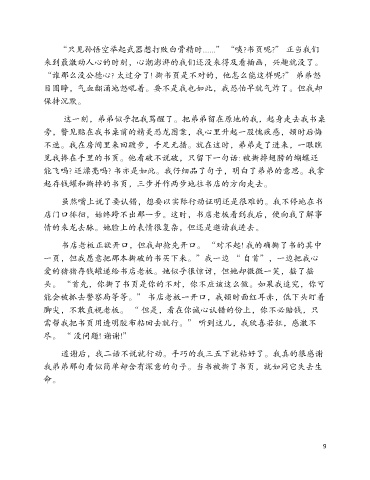 “只见孙悟空举起武器想打败白骨精时......” “咦?书页呢?” 正当我们
来到最激动人心的时刻，心潮澎湃的我们还没来得及看插画，兴趣就没了。
“谁那么没公德心? 太过分了! 撕书页是不对的，他怎么能这样呢?” 弟弟怒
目圆睁，气血翻涌地怒吼着。要不是我也如此，我恐怕早就气炸了。但我却
保持沉默。
这一刻，弟弟似乎把我骂醒了。把弟弟留在原地的我，起身走去我书桌
旁，瞥见贴在我书桌前的精美恐龙图案，我心里升起一股愧疚感，顿时后悔
不迭。我在房间里来回踱步，手足无措。就在这时，弟弟走了进来，一眼瞧
见我捧在手里的书页。他看破不说破，只留下一句话: 被撕掉翅膀的蝴蝶还
能飞吗? 还漂亮吗? 书亦是如此。我仔细品了句子，明白了弟弟的意思。我拿
起存钱罐和撕掉的书页，三步并作两步地往书店的方向走去。
虽然嘴上说了要认错，想要以实际行动证明还是很难的。我不停地在书
店门口徘徊，始终跨不出那一步。这时，书店老板看到我后，便向我了解事
情的来龙去脉。她脸上的表情很复杂，但还是邀请我进去。
书店老板正欲开口，但我却抢先开口。 “对不起! 我的确撕了书的其中
一页，但我愿意把那本撕破的书买下来。” 我一边 “自首” ，一边把我心
爱的猪猪存钱罐递给书店老板。她似乎很惊讶，但她却微微一笑，摇了摇
头。 “首先，你撕了书页是你的不对，你不应该这么做。如果我追究，你可
能会被抓去警察局等等。” 书店老板一开口，我顿时面红耳赤，低下头盯着
脚尖，不敢直视老板。 “ 但是，看在你诚心认错的份上，你不必赔钱，只
需帮我把书页用透明胶布粘回去就行。” 听到这儿，我欣喜若狂，感激不
尽。 “ 没问题! 谢谢!”
道谢后，我二话不说就行动。手巧的我三五下就粘好了。我真的很感谢
我弟弟那句看似简单却含有深意的句子。当书被撕了书页，就如同它失去生
命。
9